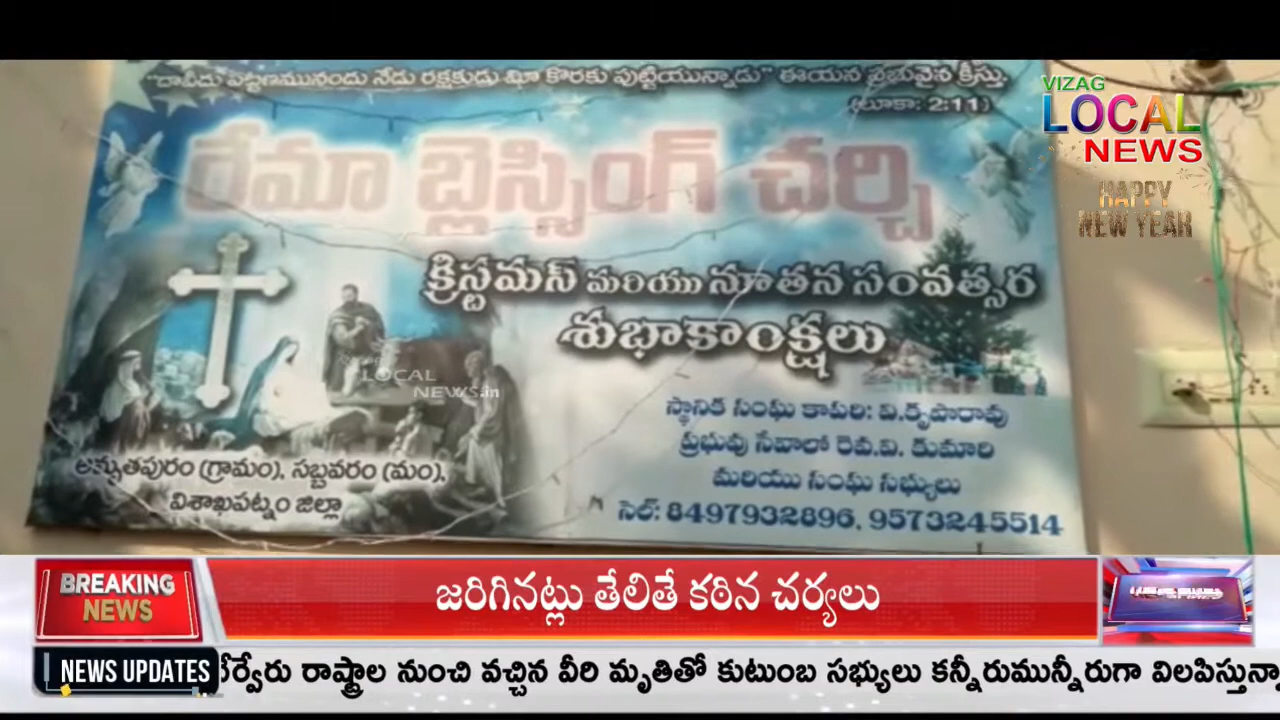 "దావీదు పట్టణమునందు నేడు రక్షకుడు మీ కొరకు పుట్టియున్నాడు" ఈయన ప్రభువైన క్రీస్తు.
(లూకా: 2:11)
VIZAG
LOCAL
NEWS
HAPPY
NEW YEAR
రేమా బ్లెస్సింగ్ చర్చి
క్రిస్టమస్ మరియు నూతన సంవత్సర
శుభాకాంక్షలు
LOCAL
NEWS.in
స్థానిక సంఘ కాపరి: వి.కృపారావు
ప్రభువు సేవలో రెవ.వి. కుమారి
మరియు సంఘ సభ్యులు
సెల్: 8497932896, 9573245514
అమృతపురం (గ్రామం), సబ్బవరం (మం),
విశాఖపట్నం జిల్లా
BREAKING
NEWS
జరిగినట్లు తేలితే కఠిన చర్యలు
NEWS UPDATES
రాష్ట్రాల నుంచి వచ్చిన వీరి మృతితో కుటుంబ సభ్యులు కన్నీరుమున్నీరుగా